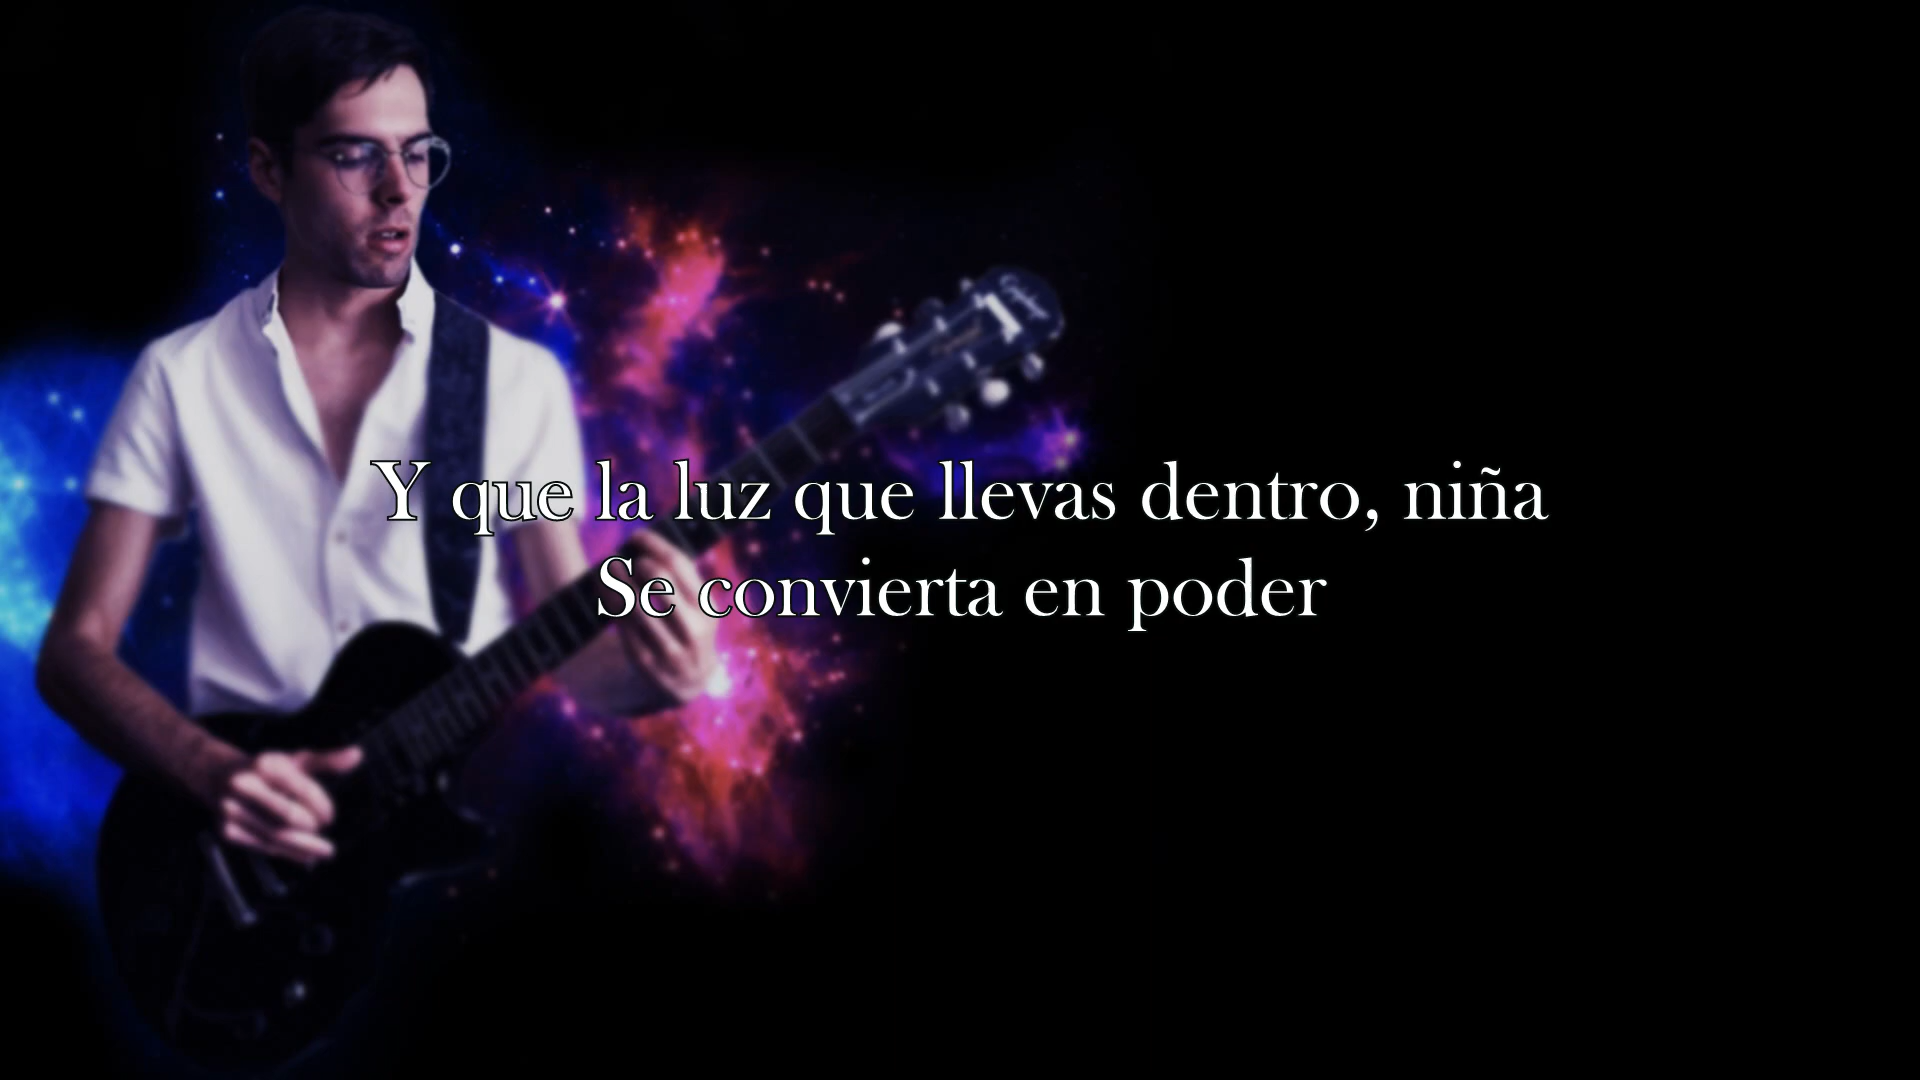 Y que la luz que llevas dentro, niña
Se convierta en poder